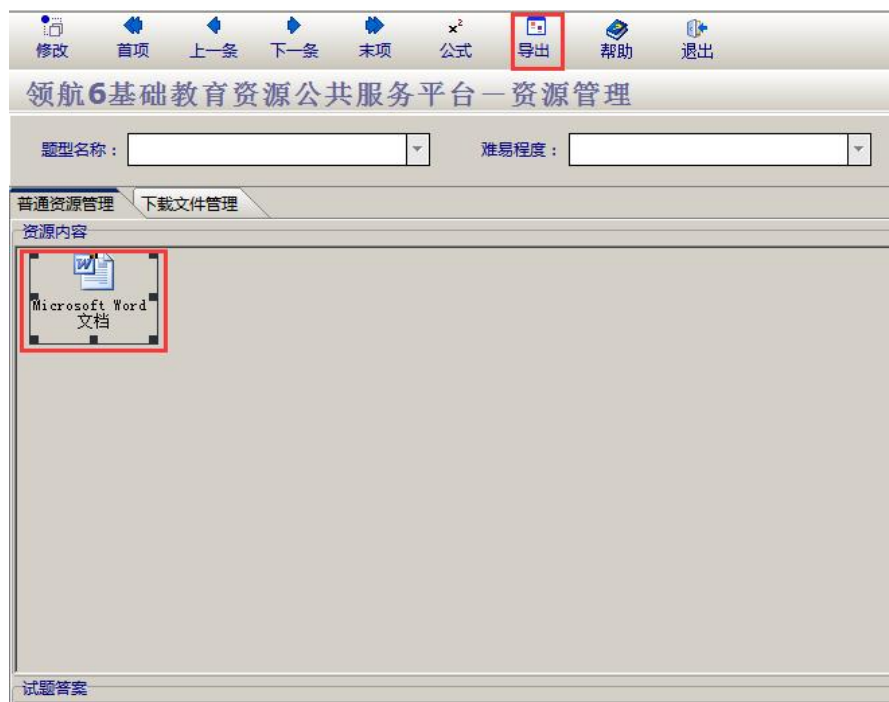 修改 首项 上一条 下一条 末项 x² 公式 导出 帮助 退出
领航6基础教育资源公共服务平台－资源管理
题型名称： 难易程度：
普通资源管理 下载文件管理
资源内容
Microsoft Word
文档
试题答案